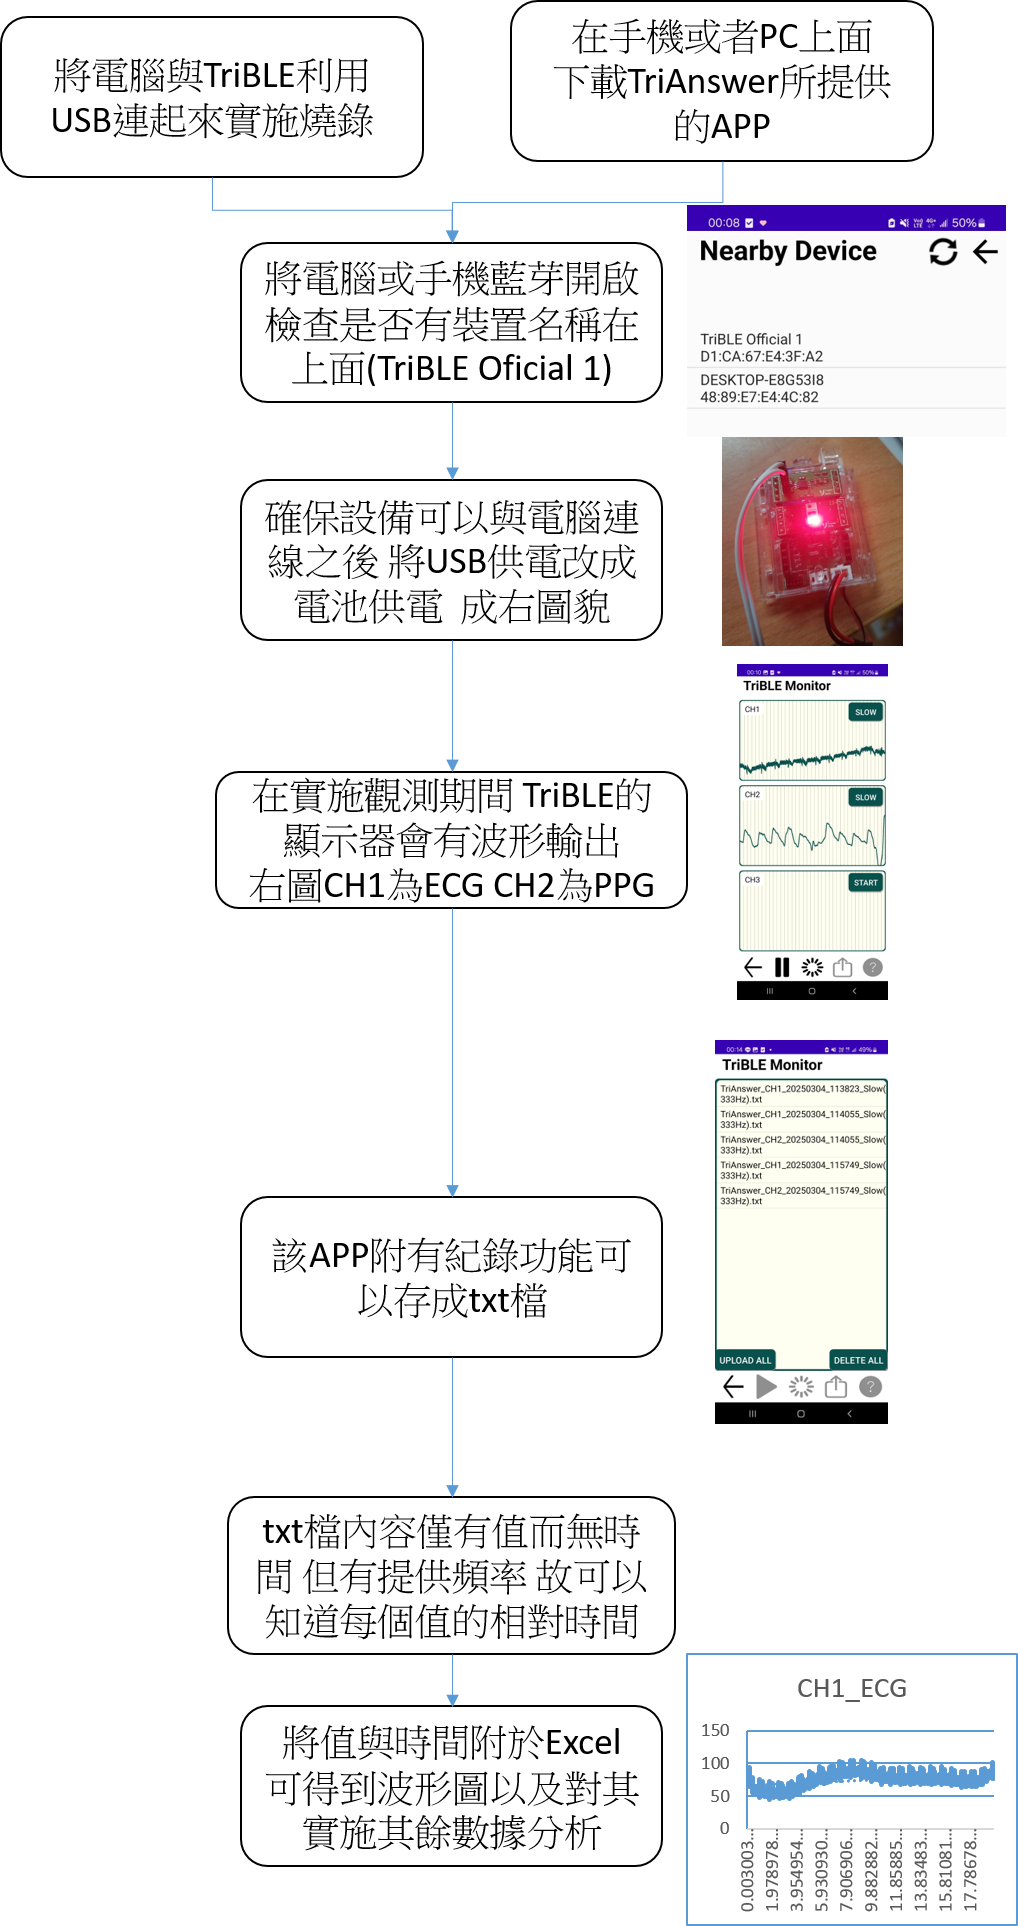 將電腦與TriBLE利用
USB連起來實施燒錄
在手機或者PC上面
下載TriAnswer所提供
的APP
將電腦或手機藍芽開啟
檢查是否有裝置名稱在
上面(TriBLE Oficial 1)
00:08
50%
Nearby Device
TriBLE Official 1
D1:CA:67:E4:3F:A2
DESKTOP-E8G53I8
48:89:E7:E4:4C:82
確保設備可以與電腦連
線之後 將USB供電改成
電池供電 成右圖貌
在實施觀測期間 TriBLE的
顯示器會有波形輸出
右圖CH1為ECG CH2為PPG
00:10
50%
TriBLE Monitor
CH1
SLOW
CH2
SLOW
CH3
START
?
該APP附有紀錄功能可
以存成txt檔
00:14
49%
TriBLE Monitor
TriAnswer_CH1_20250304_113823_Slow(
333Hz).txt
TriAnswer_CH1_20250304_114055_Slow(
333Hz).txt
TriAnswer_CH2_20250304_114055_Slow(
333Hz).txt
TriAnswer_CH1_20250304_115749_Slow(
333Hz).txt
TriAnswer_CH2_20250304_115749_Slow(
333Hz).txt
UPLOAD ALL
DELETE ALL
?
txt檔內容僅有值而無時
間 但有提供頻率 故可以
知道每個值的相對時間
將值與時間附於Excel
可得到波形圖以及對其
實施其餘數據分析
CH1_ECG
150
100
50
0
0.003003...
1.978978...
3.954954...
5.930930...
7.906906...
9.882882...
11.85885...
13.83483...
15.81081...
17.78678...